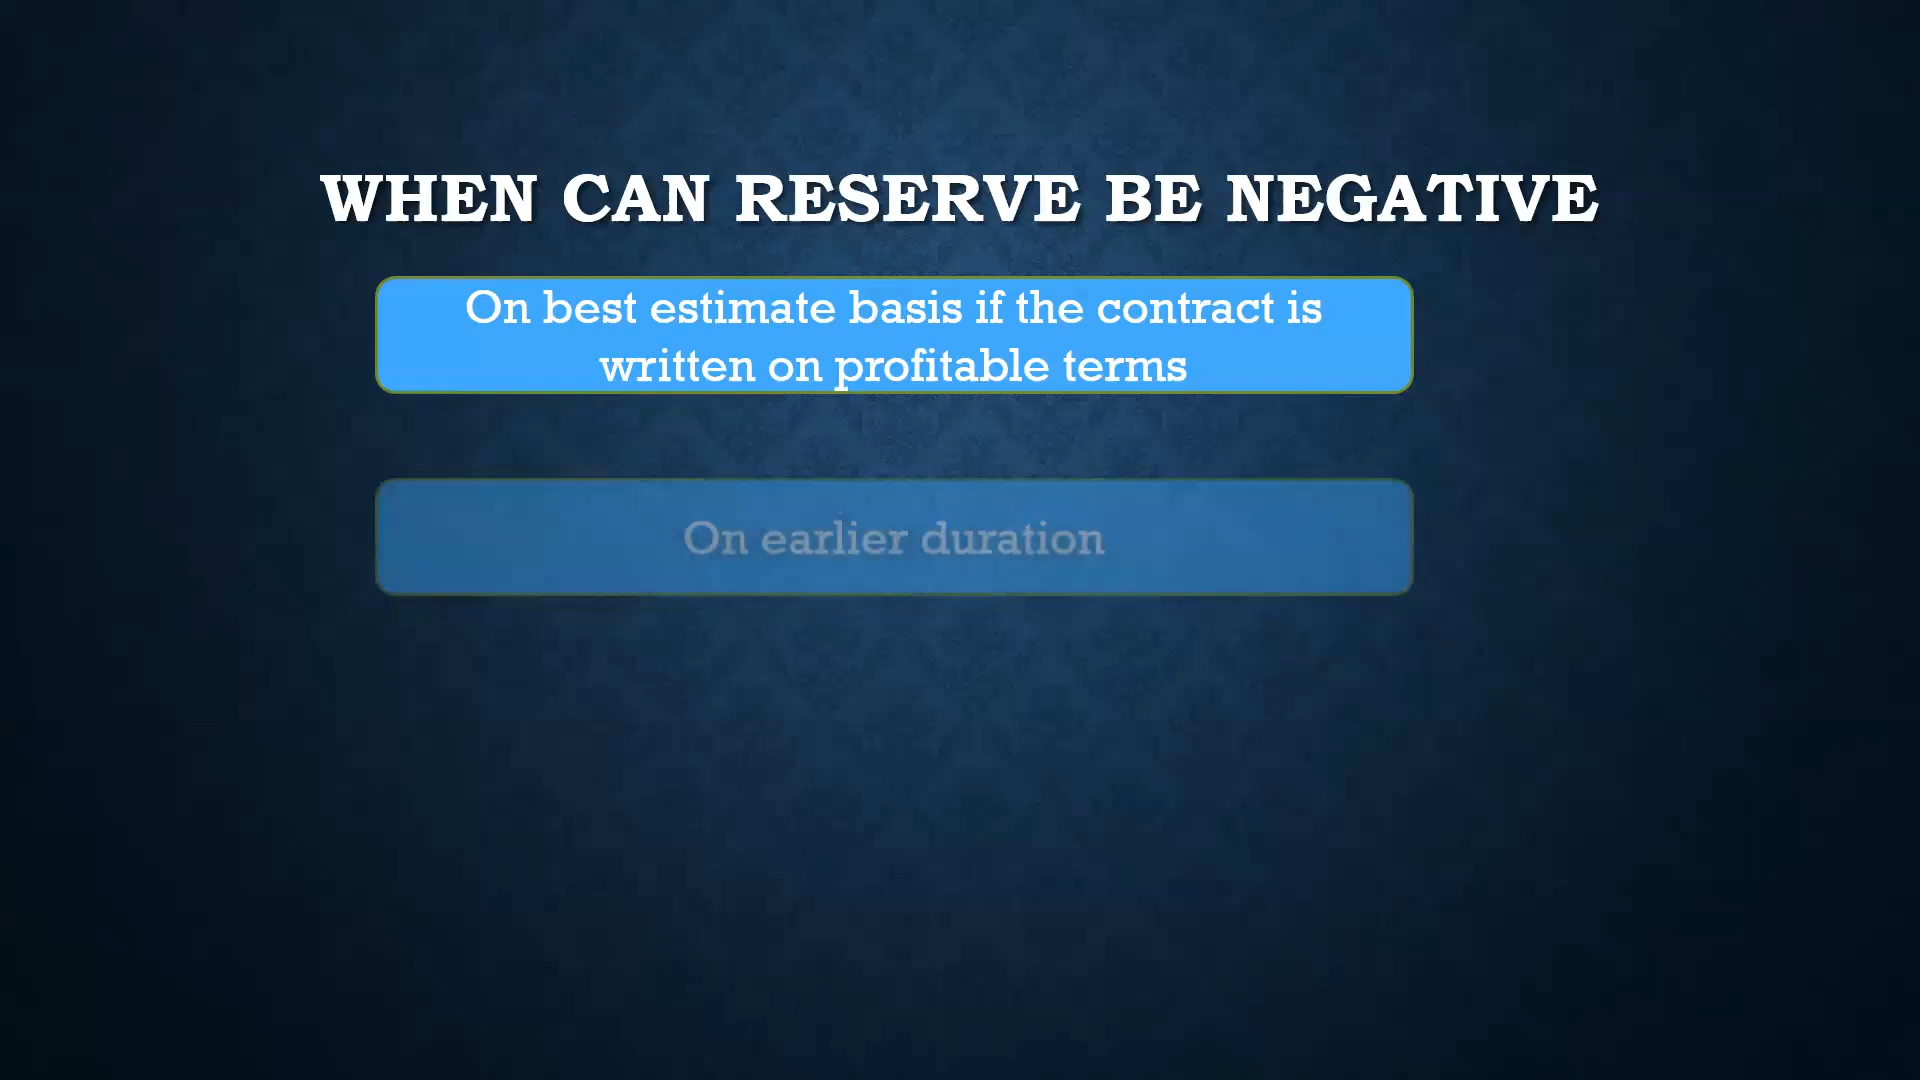 WHEN CAN RESERVE BE NEGATIVE
On best estimate basis if the contract is
written on profitable terms
On earlier duration